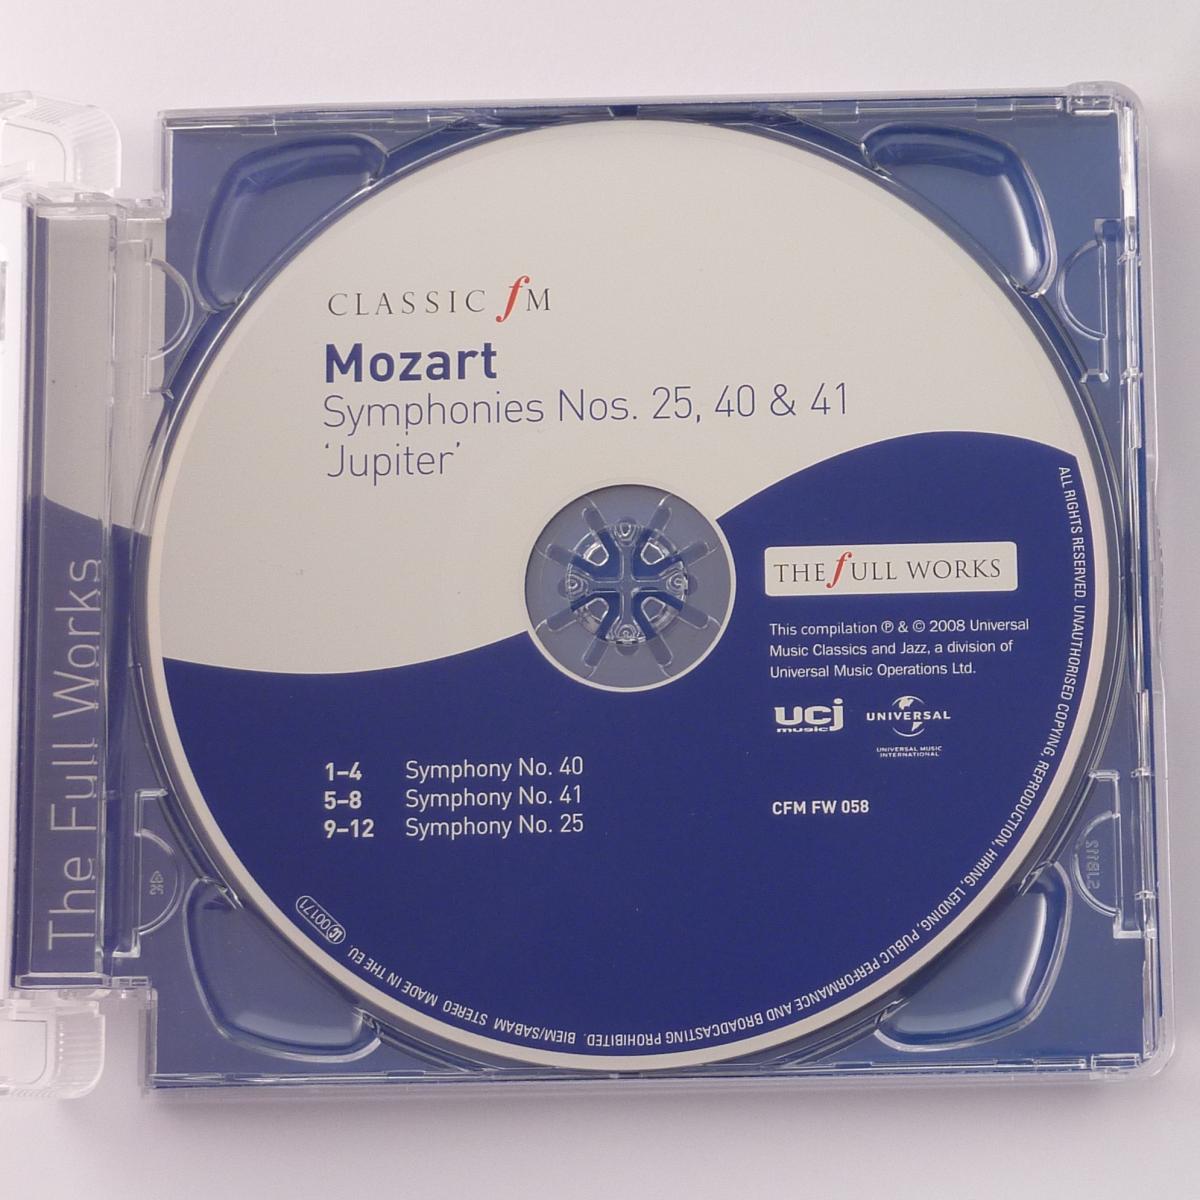 CLASSIC fM
Mozart
Symphonies Nos. 25, 40 & 41
‘Jupiter’
THE fULL WORKS
This compilation ℗ & © 2008 Universal
Music Classics and Jazz, a division of
Universal Music Operations Ltd.
UCJ
music
UNIVERSAL
UNIVERSAL MUSIC
INTERNATIONAL
1–4 Symphony No. 40
5–8 Symphony No. 41
9–12 Symphony No. 25
CFM FW 058
ALL RIGHTS RESERVED. UNAUTHORISED COPYING, REPRODUCTION, HIRING, LENDING, PUBLIC PERFORMANCE AND BROADCASTING PROHIBITED. BIEM/SABAM STEREO MADE IN THE EU.
LC 00171
The Full Works